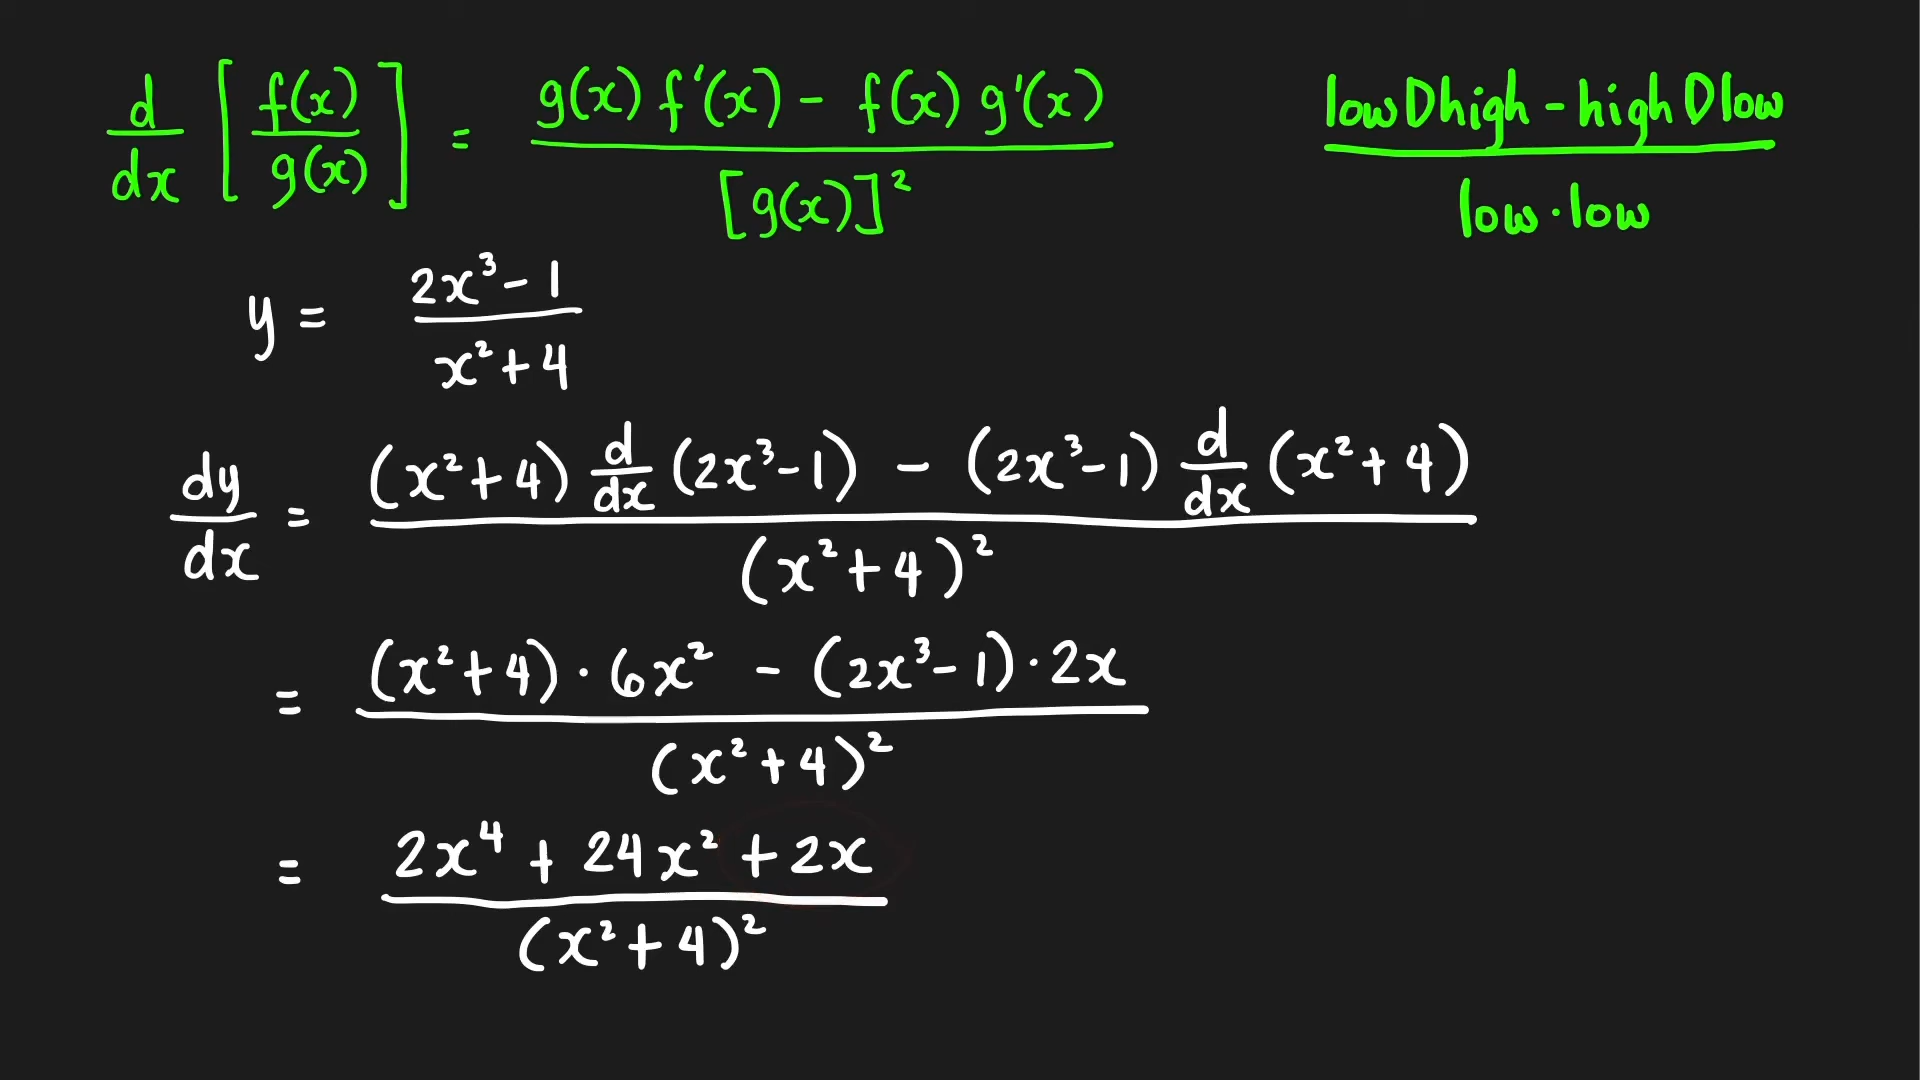 d/dx [f(x)/g(x)] = (g(x) f'(x) - f(x) g'(x))/[g(x)]²
lowDhigh - highDlow / low·low
y = (2x³ - 1)/(x² + 4)
dy/dx = ((x² + 4) d/dx (2x³ - 1) - (2x³ - 1) d/dx (x² + 4))/(x² + 4)²
= ((x² + 4) · 6x² - (2x³ - 1) · 2x)/(x² + 4)²
= (2x⁴ + 24x² + 2x)/(x² + 4)²